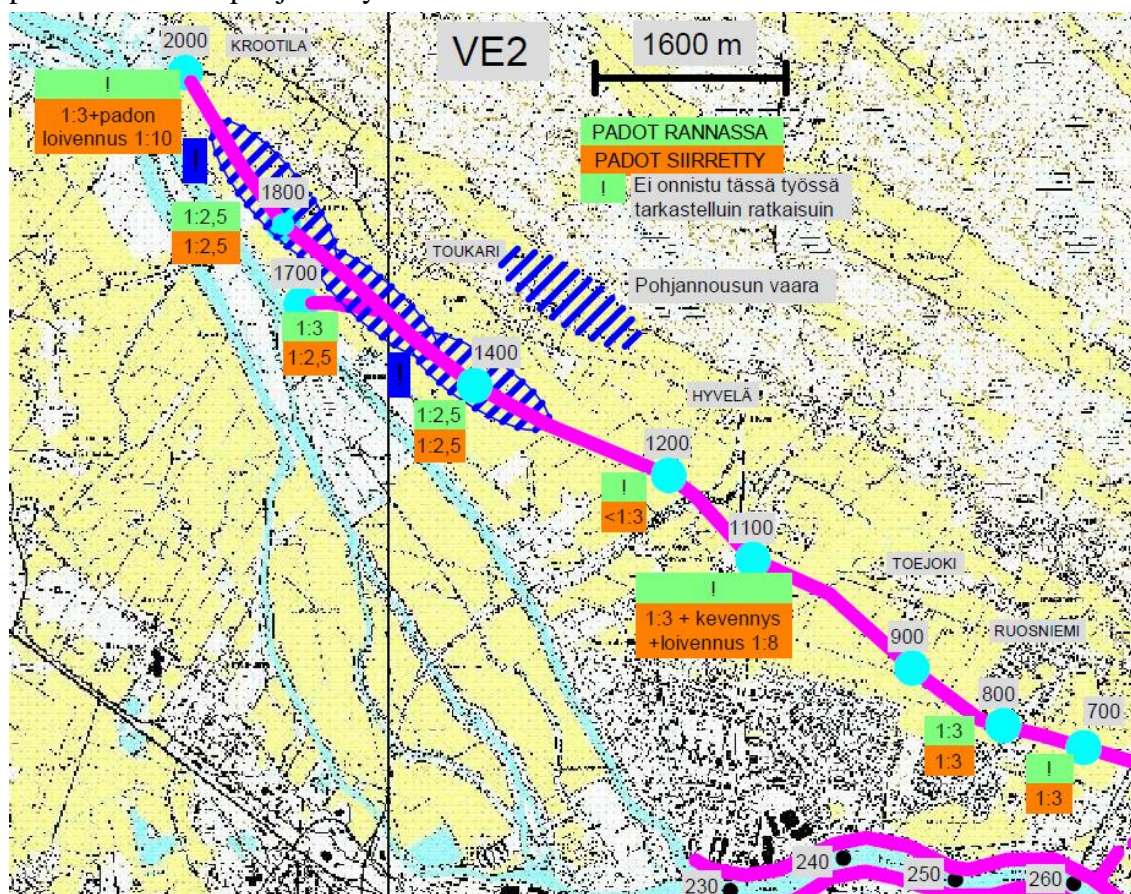 2000
KROOTILA
VE2
1600 m
!
1:3+padon
loivennus 1:10
PADOT RANNASSA
PADOT SIIRRETTY
!
Ei onnistu tässä työssä
tarkastelluin ratkaisuin
1800
1:2,5
1:2,5
TOUKARI
Pohjannousun vaara
1700
1:3
1:2,5
1400
1:2,5
1:2,5
HYVELÄ
1200
!
<1:3
1100
!
1:3 + kevennys
+loivennus 1:8
TOEJOKI
900
RUOSNIEMI
800
1:3
1:3
700
!
1:3
240
230
250
260